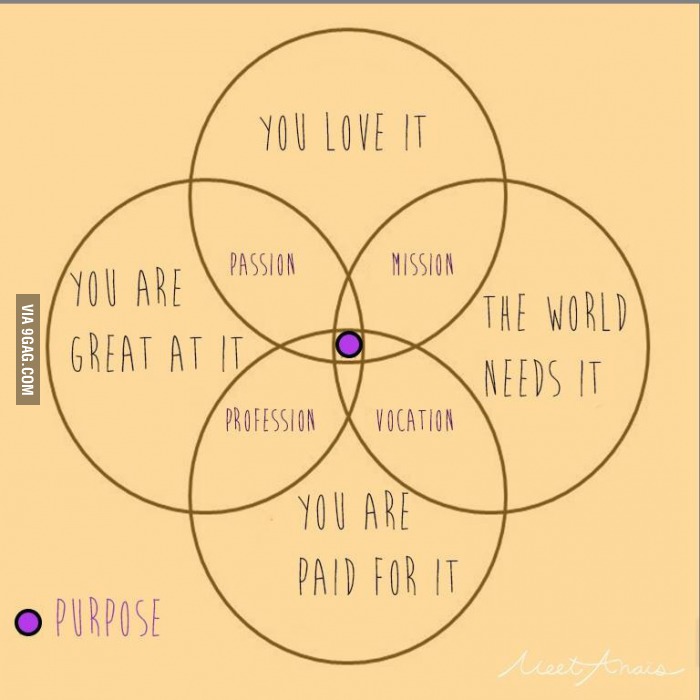 YOU LOVE IT
PASSION
MISSION
YOU ARE
GREAT AT IT
THE WORLD
NEEDS IT
PROFESSION
VOCATION
YOU ARE
PAID FOR IT
PURPOSE
VIA 9GAG.COM
Meet Anais